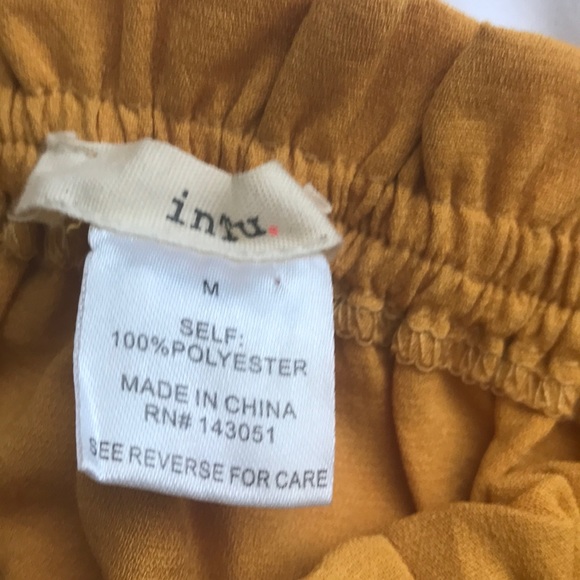 inTu.
M
SELF:
100%POLYESTER
MADE IN CHINA
RN# 143051
SEE REVERSE FOR CARE